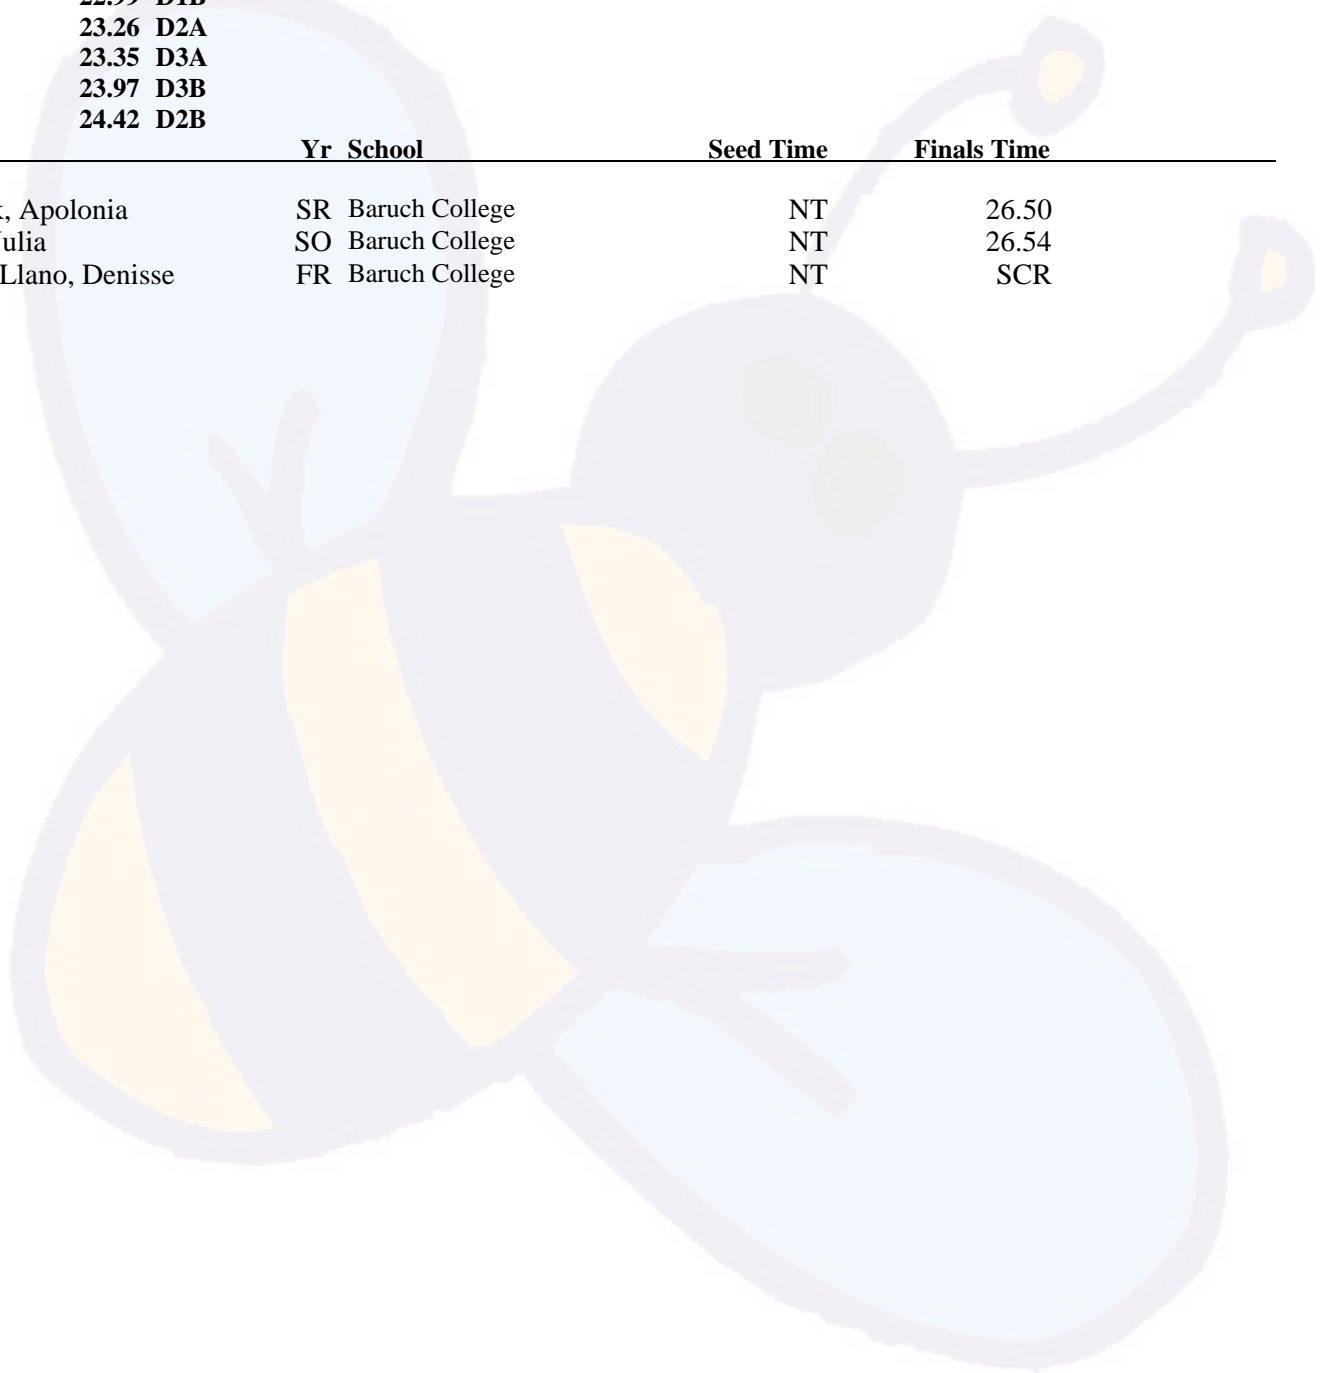 23.26 D2A
23.35 D3A
23.97 D3B
24.42 D2B
Yr School Seed Time Finals Time
Apolonia SR Baruch College NT 26.50
SO Baruch College NT 26.54
Llano, Denisse FR Baruch College NT SCR